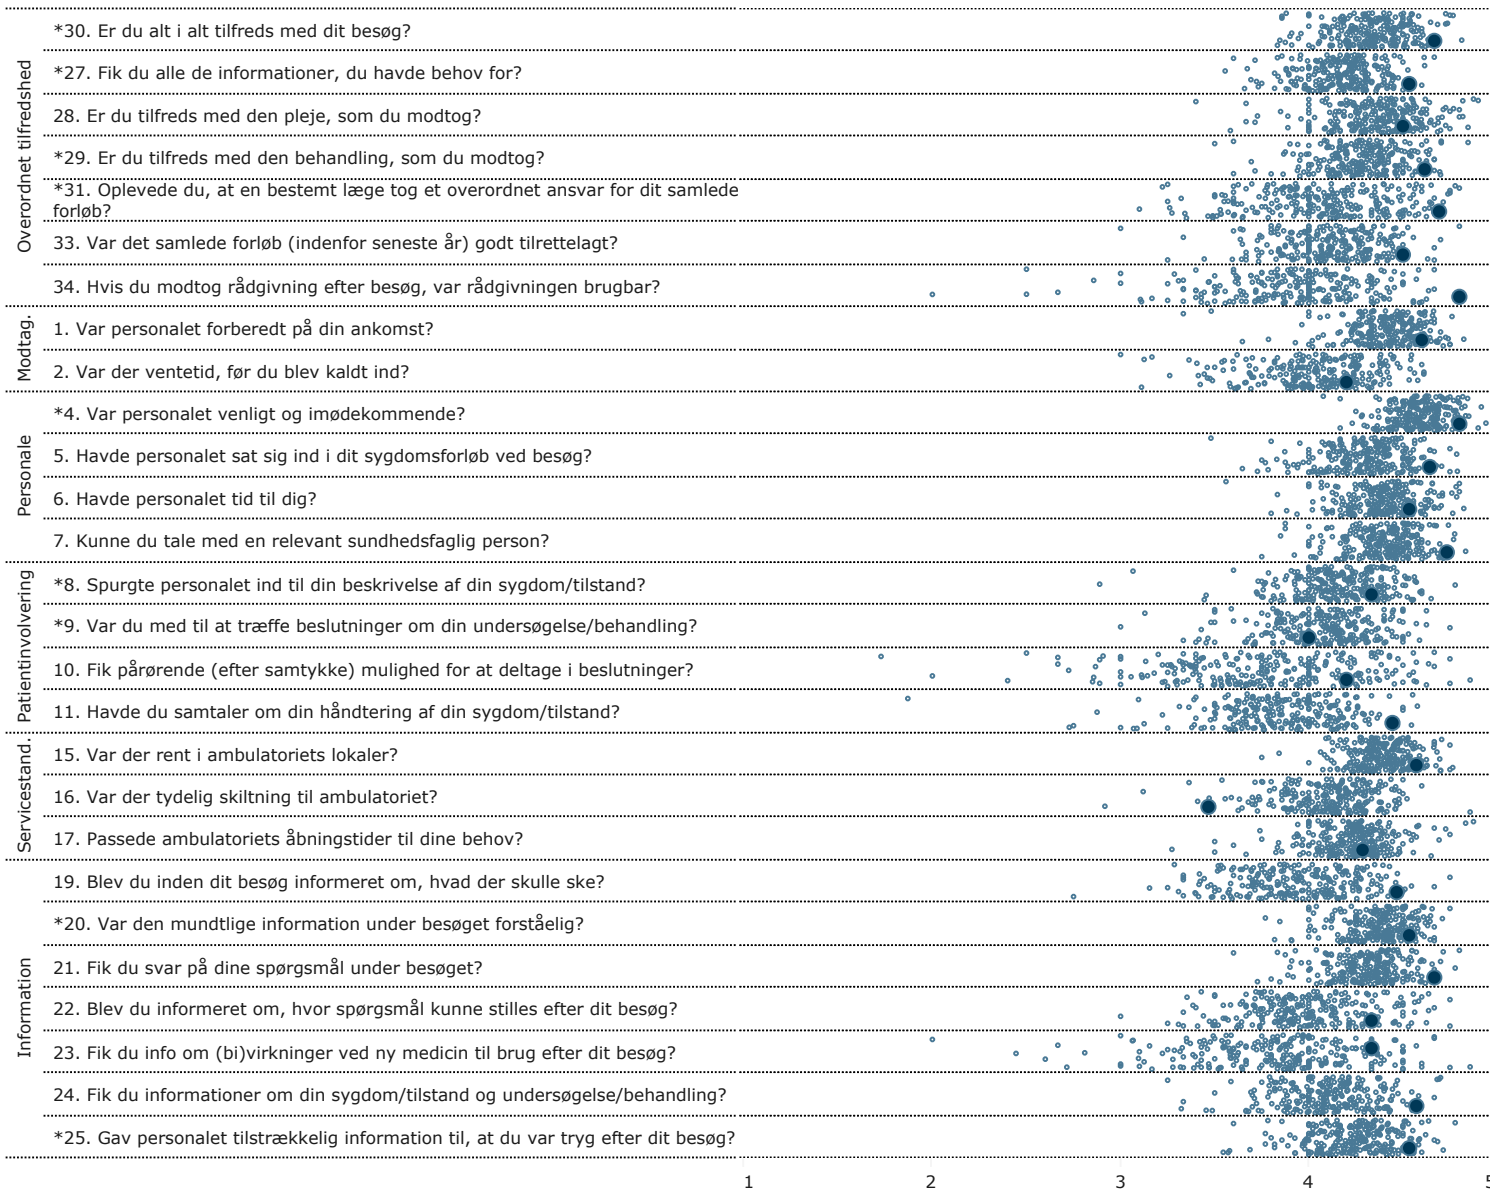 Overordnet tilfredshed
*30. Er du alt i alt tilfreds med dit besøg?
*27. Fik du alle de informationer, du havde behov for?
28. Er du tilfreds med den pleje, som du modtog?
*29. Er du tilfreds med den behandling, som du modtog?
*31. Oplevede du, at en bestemt læge tog et overordnet ansvar for dit samlede
forløb?
33. Var det samlede forløb (indenfor seneste år) godt tilrettelagt?
34. Hvis du modtog rådgivning efter besøg, var rådgivningen brugbar?
Modtag.
1. Var personalet forberedt på din ankomst?
2. Var der ventetid, før du blev kaldt ind?
Personale
*4. Var personalet venligt og imødekommende?
5. Havde personalet sat sig ind i dit sygdomsforløb ved besøg?
6. Havde personalet tid til dig?
7. Kunne du tale med en relevant sundhedsfaglig person?
Patientinvolvering
*8. Spurgte personalet ind til din beskrivelse af din sygdom/tilstand?
*9. Var du med til at træffe beslutninger om din undersøgelse/behandling?
10. Fik pårørende (efter samtykke) mulighed for at deltage i beslutninger?
11. Havde du samtaler om din håndtering af din sygdom/tilstand?
Servicestand.
15. Var der rent i ambulatoriets lokaler?
16. Var der tydelig skiltning til ambulatoriet?
17. Passede ambulatoriets åbningstider til dine behov?
Information
19. Blev du inden dit besøg informeret om, hvad der skulle ske?
*20. Var den mundtlige information under besøget forståelig?
21. Fik du svar på dine spørgsmål under besøget?
22. Blev du informeret om, hvor spørgsmål kunne stilles efter dit besøg?
23. Fik du info om (bi)virkninger ved ny medicin til brug efter dit besøg?
24. Fik du informationer om din sygdom/tilstand og undersøgelse/behandling?
*25. Gav personalet tilstrækkelig information til, at du var tryg efter dit besøg?
1 2 3 4 5